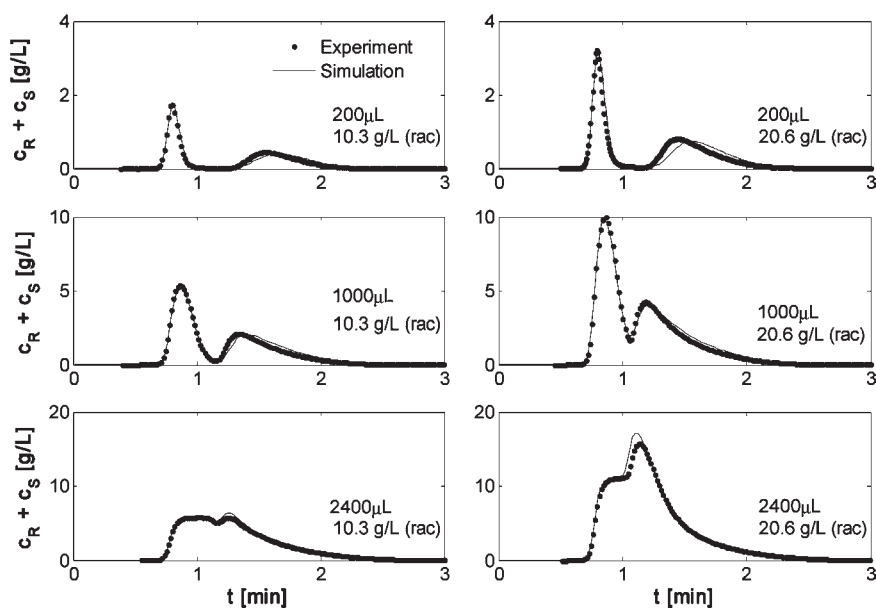 4
2
0
0
1
2
3
c_R + c_S [g/L]
Experiment
Simulation
200μL
10.3 g/L (rac)
4
2
0
0
1
2
3
200μL
20.6 g/L (rac)
10
5
0
0
1
2
3
c_R + c_S [g/L]
1000μL
10.3 g/L (rac)
10
5
0
0
1
2
3
1000μL
20.6 g/L (rac)
20
10
0
0
1
2
3
c_R + c_S [g/L]
2400μL
10.3 g/L (rac)
t [min]
20
10
0
0
1
2
3
2400μL
20.6 g/L (rac)
t [min]